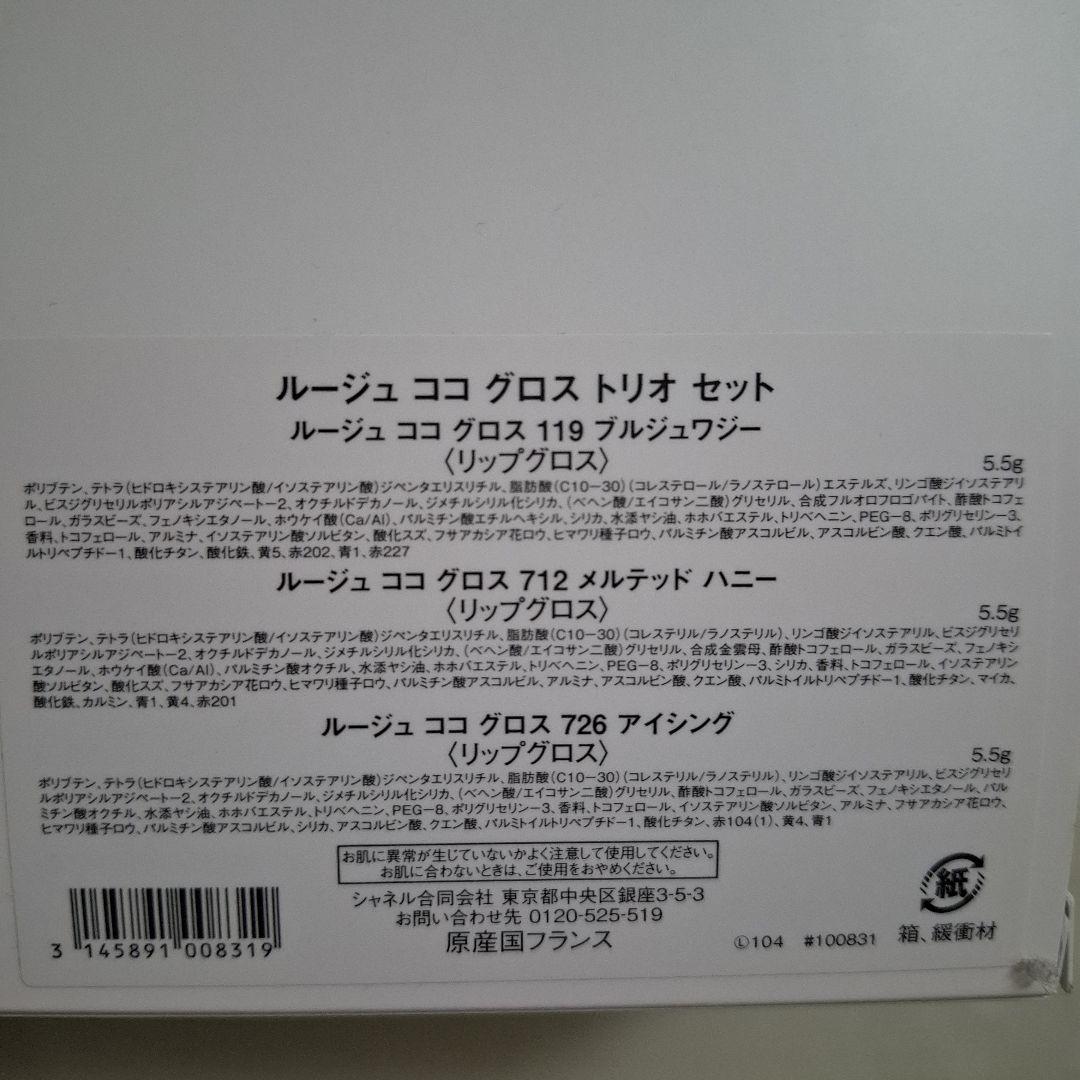 ルージュ ココ グロス トリオ セット
ルージュ ココ グロス 119 ブルジュワジー
〈リップグロス〉
5.5g
ポリブテン、テトラ(ヒドロキシステアリン酸/イソステアリン酸)ジペンタエリスリチル、脂肪酸(C10-30)(コレステロール/ラノステロール)エステルズ、リンゴ酸ジイソステアリ
ル、ビスジグリセリルポリアシルアジペート-2、オクチルドデカノール、ジメチルシリル化シリカ、(ベヘン酸/エイコサン二酸)グリセリル、合成フルオロフロゴパイト、酢酸トコフェ
ロール、ガラスビーズ、フェノキシエタノール、ホウケイ酸(Ca/Al)、パルミチン酸エチルヘキシル、シリカ、水添ヤシ油、ホホバエステル、トリベヘニン、PEG-8、ポリグリセリン-3、
香料、トコフェロール、アルミナ、イソステアリン酸ソルビタン、酸化スズ、フサアカシア花ロウ、ヒマワリ種子ロウ、パルミチン酸アスコルビル、アスコルビン酸、クエン酸、パルミトイ
ルトリペプチド-1、酸化チタン、酸化鉄、黄5、赤202、青1、赤227
ルージュ ココ グロス 712 メルテッド ハニー
〈リップグロス〉
5.5g
ポリブテン、テトラ(ヒドロキシステアリン酸/イソステアリン酸)ジペンタエリスリチル、脂肪酸(C10-30)(コレステリル/ラノステリル)、リンゴ酸ジイソステアリル、ビスジグリセリ
ルポリアシルアジペート-2、オクチルドデカノール、ジメチルシリル化シリカ、(ベヘン酸/エイコサン二酸)グリセリル、合成金雲母、酢酸トコフェロール、ガラスビーズ、フェノキシ
エタノール、ホウケイ酸(Ca/Al)、パルミチン酸オクチル、水添ヤシ油、ホホバエステル、トリベヘニン、PEG-8、ポリグリセリン-3、シリカ、香料、トコフェロール、イソステアリン
酸ソルビタン、酸化スズ、フサアカシア花ロウ、ヒマワリ種子ロウ、パルミチン酸アスコルビル、アルミナ、アスコルビン酸、クエン酸、パルミトイルトリペプチド-1、酸化チタン、マイカ、
酸化鉄、カルミン、青1、黄4、赤201
ルージュ ココ グロス 726 アイシング
〈リップグロス〉
5.5g
ポリブテン、テトラ(ヒドロキシステアリン酸/イソステアリン酸)ジペンタエリスリチル、脂肪酸(C10-30)(コレステリル/ラノステリル)、リンゴ酸ジイソステアリル、ビスジグリセリ
ルポリアシルアジペート-2、オクチルドデカノール、ジメチルシリル化シリカ、(ベヘン酸/エイコサン二酸)グリセリル、酢酸トコフェロール、ガラスビーズ、フェノキシエタノール、パル
ミチン酸オクチル、水添ヤシ油、ホホバエステル、トリベヘニン、PEG-8、ポリグリセリン-3、香料、トコフェロール、イソステアリン酸ソルビタン、アルミナ、フサアカシア花ロウ、
ヒマワリ種子ロウ、パルミチン酸アスコルビル、シリカ、アスコルビン酸、クエン酸、パルミトイルトリペプチド-1、酸化チタン、赤104(1)、黄4、青1
お肌に異常が生じていないかよく注意して使用してください。
お肌に合わないときは、ご使用をおやめください。
シャネル合同会社 東京都中央区銀座3-5-3
お問い合わせ先 0120-525-519
原産国フランス
3 145891 008319
Ⓛ104 #100831
紙
箱、緩衝材